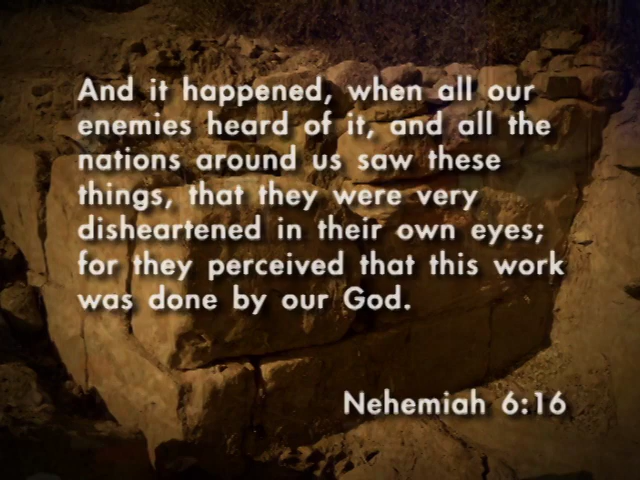 And it happened, when all our
enemies heard of it, and all the
nations around us saw these
things, that they were very
disheartened in their own eyes;
for they perceived that this work
was done by our God.
Nehemiah 6:16